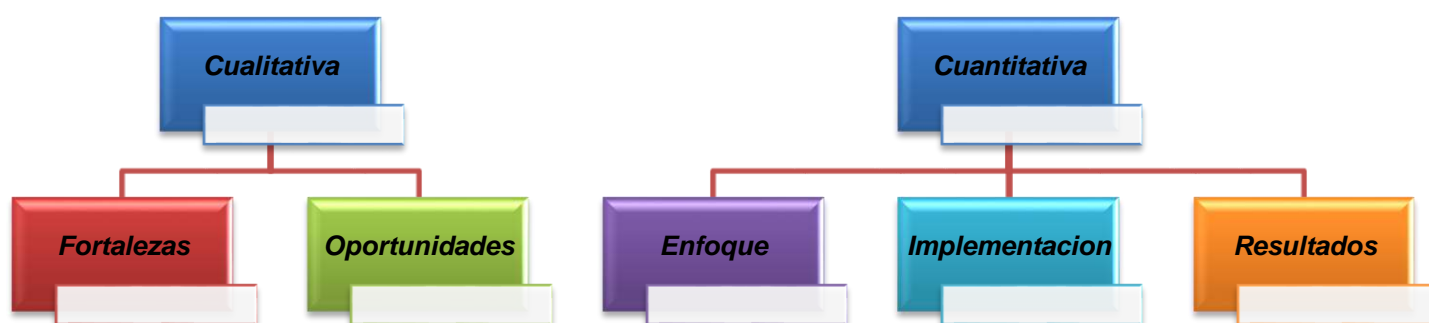 Cualitativa
Cuantitativa
Fortalezas
Oportunidades
Enfoque
Implementacion
Resultados